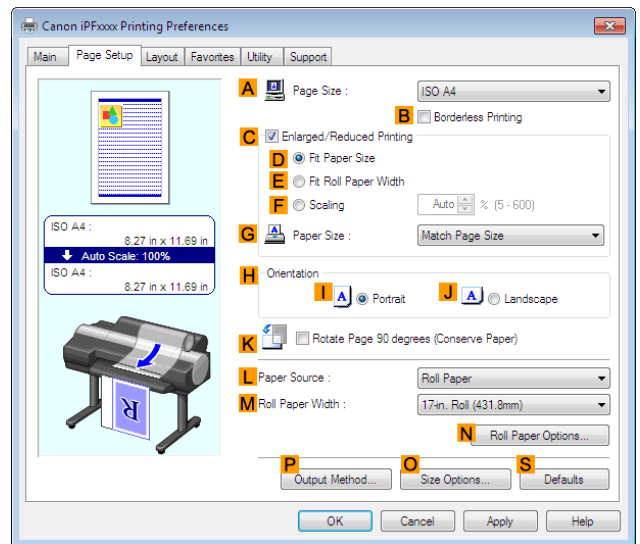 Canon iPFxxxx Printing Preferences
Main Page Setup Layout Favorites Utility Support
A Page Size : ISO A4
B Borderless Printing
C Enlarged/Reduced Printing
D Fit Paper Size
E Fit Roll Paper Width
F Scaling Auto % (5 - 600)
G A Paper Size : Match Page Size
ISO A4 :
8.27 in x 11.69 in
Auto Scale: 100%
ISO A4 :
8.27 in x 11.69 in
H Orientation
I A Portrait J A Landscape
K Rotate Page 90 degrees (Conserve Paper)
R
L Paper Source : Roll Paper
M Roll Paper Width : 17-in. Roll (431.8mm)
N Roll Paper Options...
P Output Method... O Size Options... S Defaults
OK Cancel Apply Help